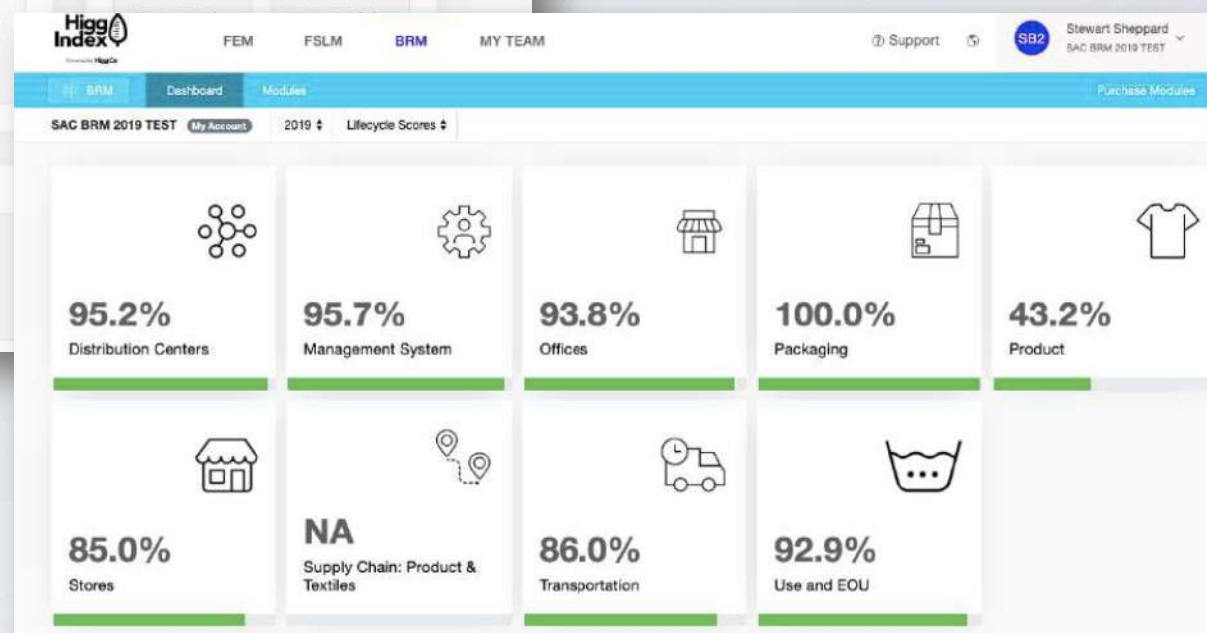 Higg
Index
FEM
FSLM
BRM
MY TEAM
Support
SB2
Stewart Sheppard
SAC BRM 2019 TEST
BRM
Dashboard
Modules
Purchase Modules
SAC BRM 2019 TEST
My Account
2019
Lifecycle Scores
95.2%
Distribution Centers
95.7%
Management System
93.8%
Offices
100.0%
Packaging
43.2%
Product
85.0%
Stores
NA
Supply Chain: Product &
Textiles
86.0%
Transportation
92.9%
Use and EOU